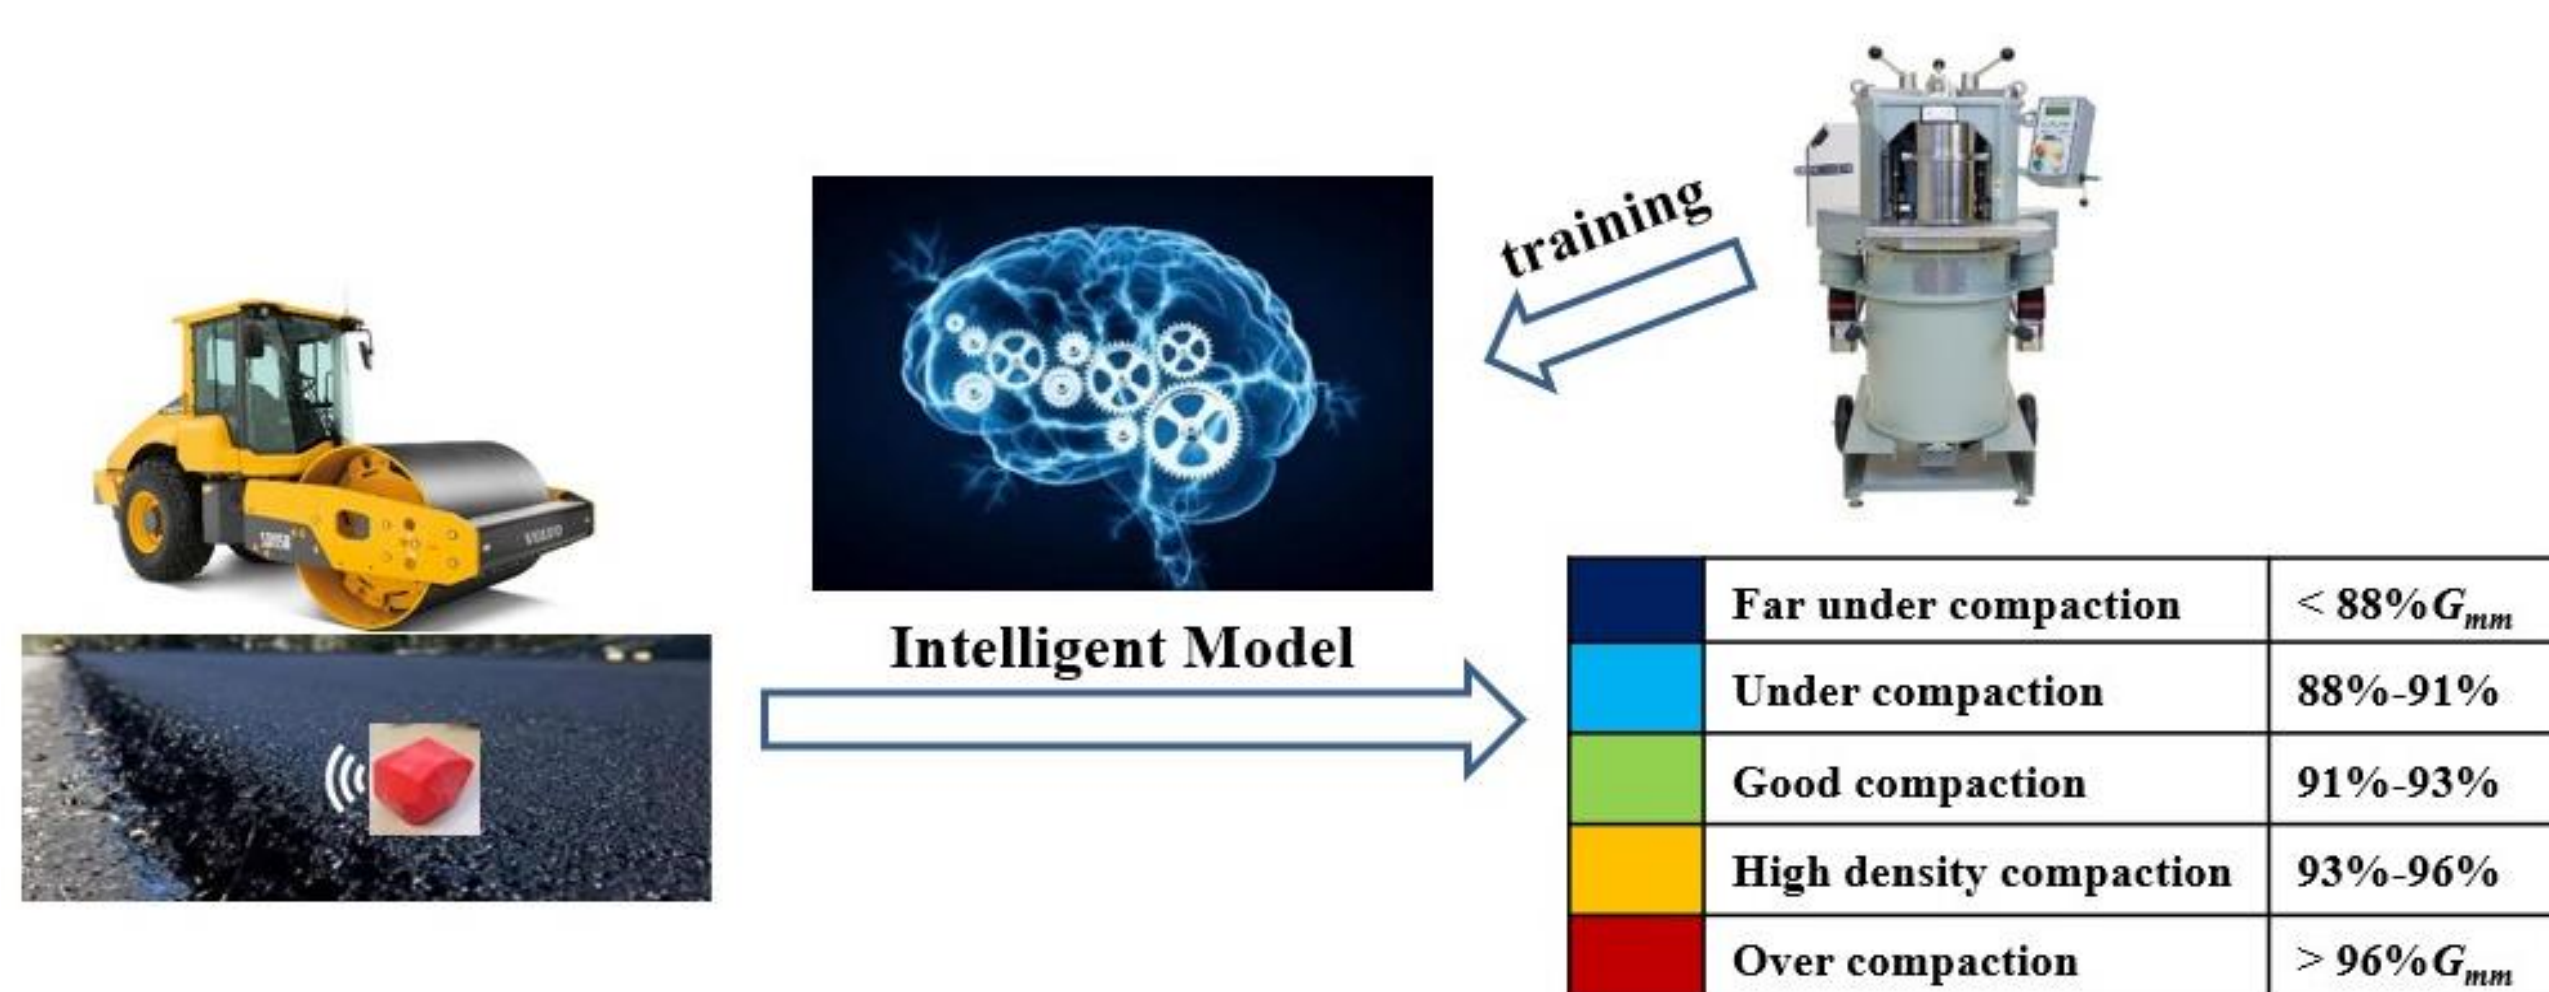 training
Intelligent Model
Far under compaction < 88%Gmm
Under compaction 88%-91%
Good compaction 91%-93%
High density compaction 93%-96%
Over compaction > 96%Gmm
VOLVO